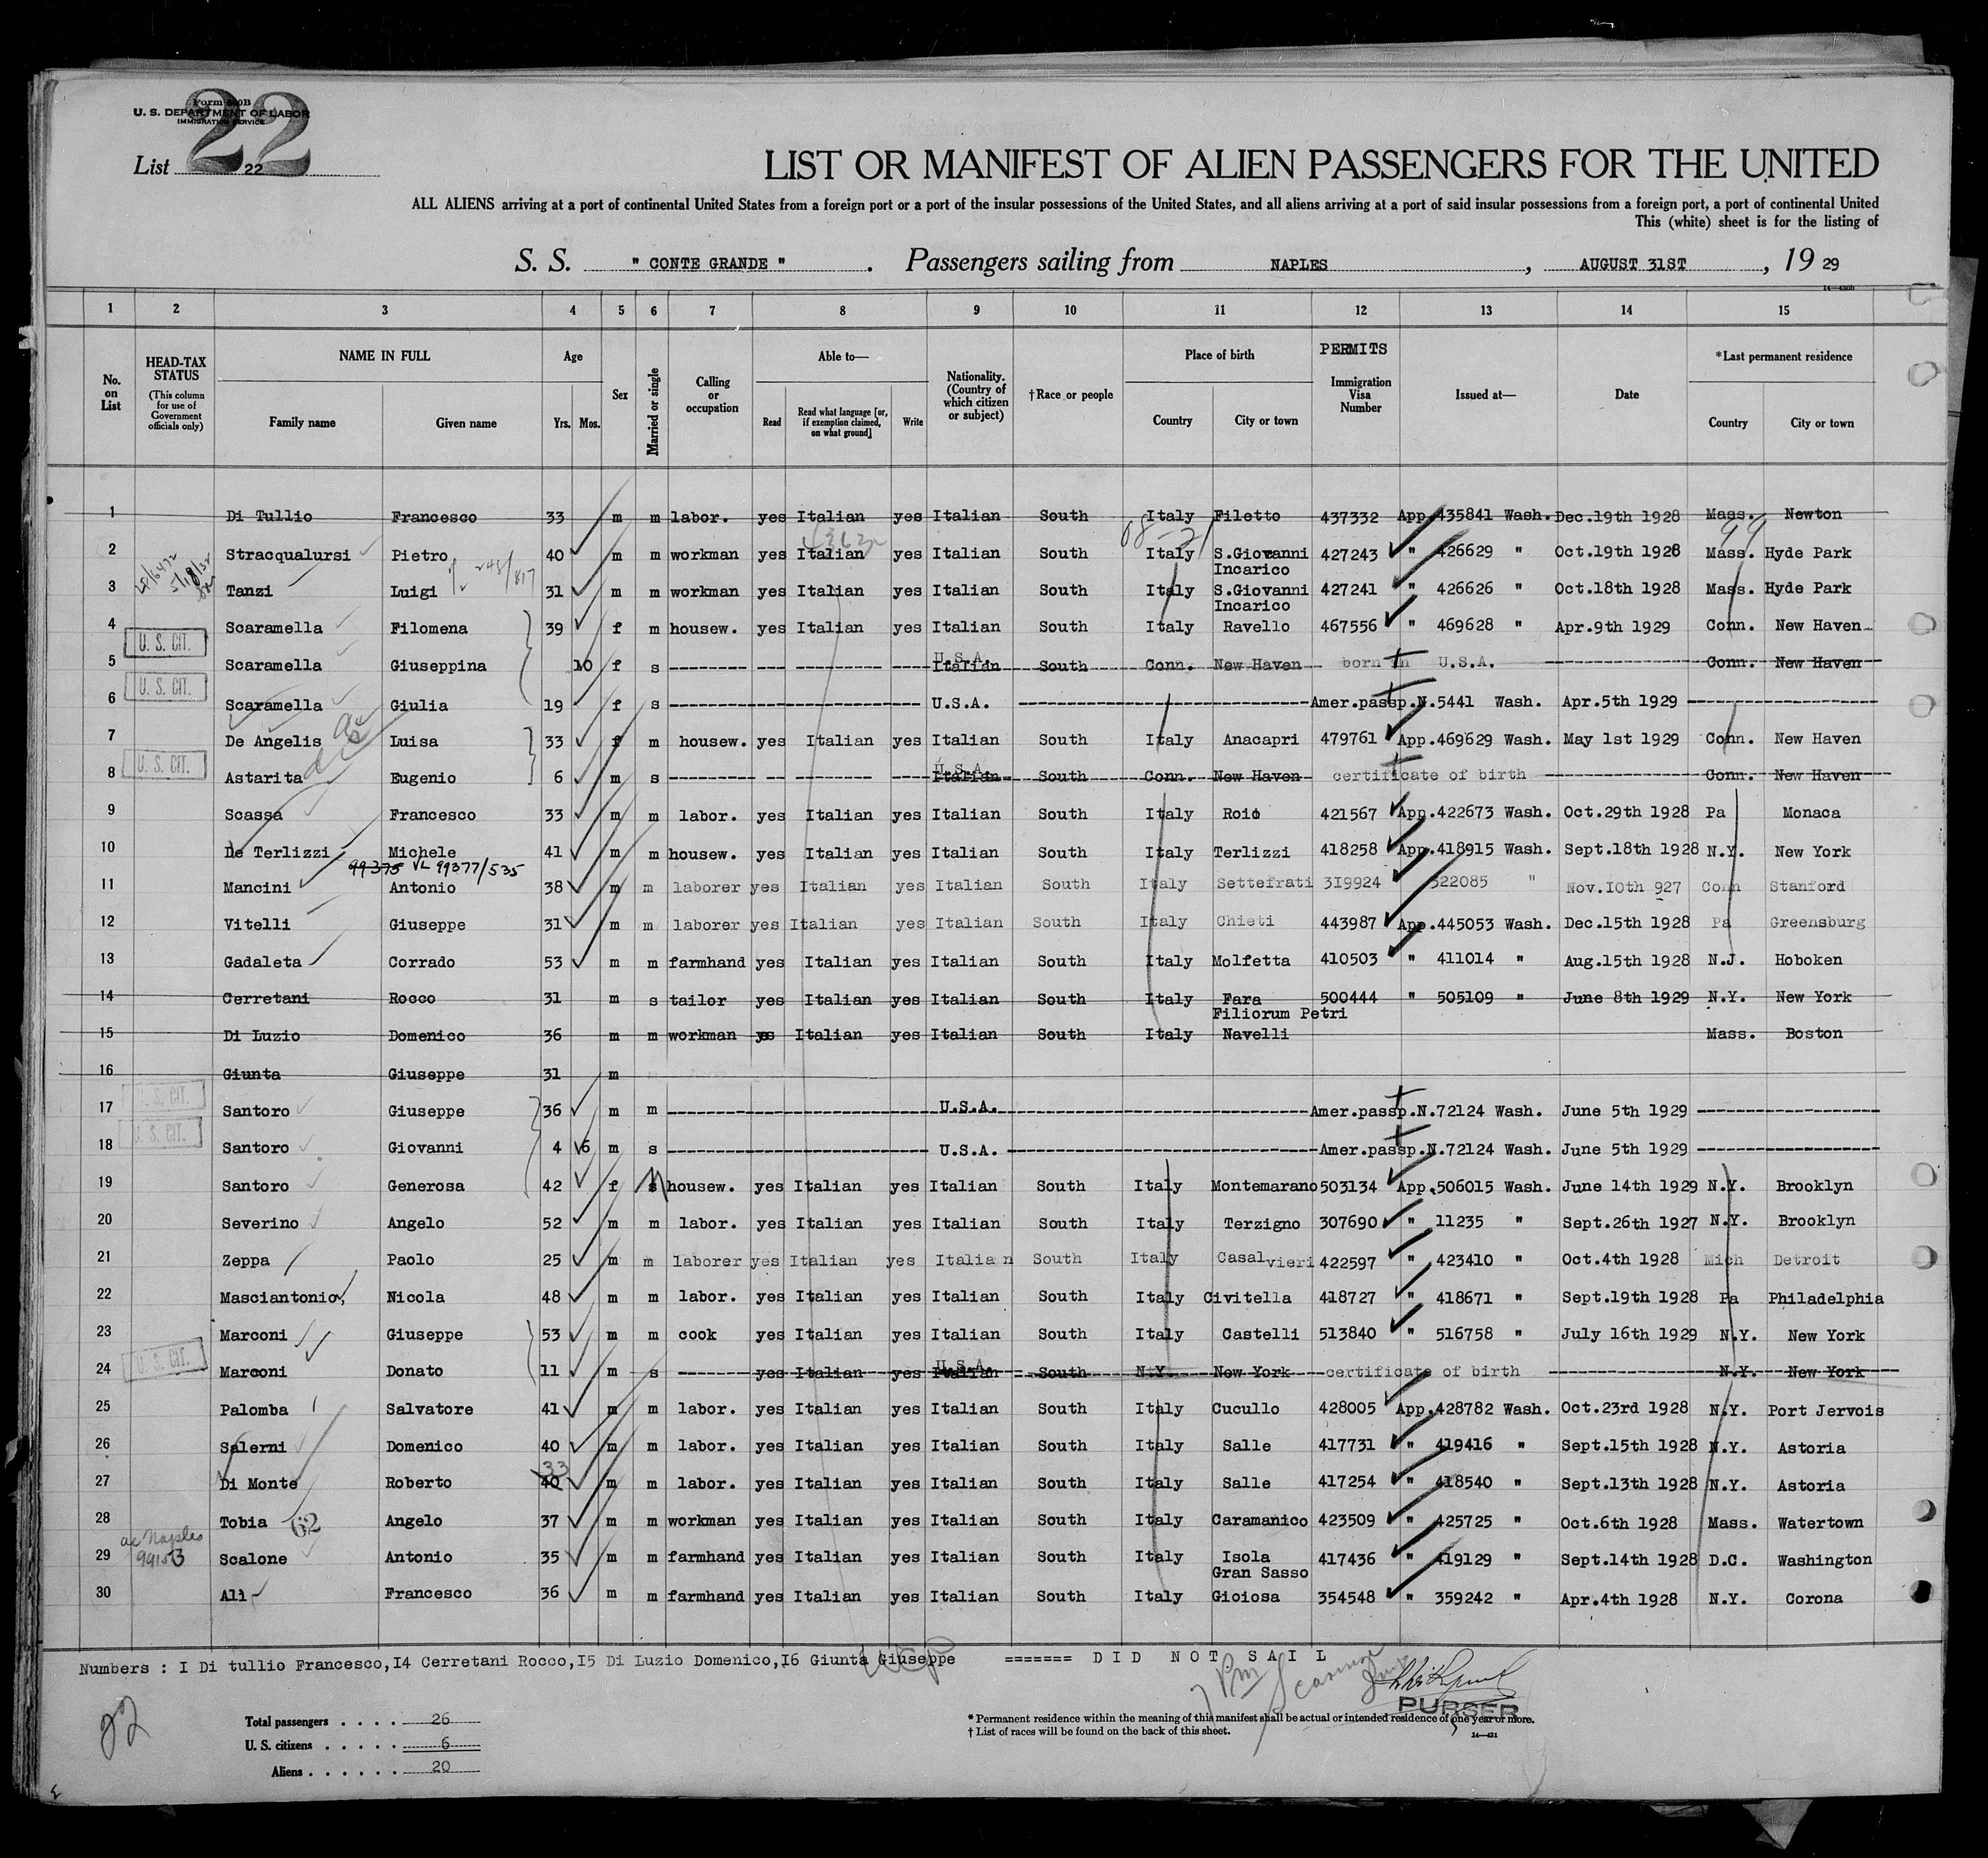 Form 630B
U. S. DEPARTMENT OF LABOR
IMMIGRATION SERVICE
22
List 22
LIST OR MANIFEST OF ALIEN PASSENGERS FOR THE UNITED
ALL ALIENS arriving at a port of continental United States from a foreign port or a port of the insular possessions of the United States, and all aliens arriving at a port of said insular possessions from a foreign port, a port of continental United
This (white) sheet is for the listing of
S. S. " CONTE GRANDE " . Passengers sailing from NAPLES , AUGUST 31ST , 19 29
1 2 3 4 5 6 7 8 9 10 11 12 13 14 15
No. on List
HEAD-TAX STATUS
(This column for use of Government officials only)
NAME IN FULL
Family name Given name
Age
Yrs. Mos.
Sex
Married or single
Calling or occupation
Able to—
Read Read what language [or, if exemption claimed, on what ground] Write
Nationality. (Country of which citizen or subject)
†Race or people
Place of birth
Country City or town
PERMITS
Immigration Visa Number
Issued at—
Date
*Last permanent residence
Country City or town
1 Di Tullio Francesco 33 m m labor. yes Italian yes Italian South Italy Filetto 437332 App.435841 Wash. Dec.19th 1928 Mass. Newton
2 Stracqualursi Pietro 40 m m workman yes Italian yes Italian South Italy S.Giovanni Incarico 427243 " 426629 " Oct.19th 1928 Mass. Hyde Park
3 Tanzi Luigi 248/817 31 m m workman yes Italian yes Italian South Italy S.Giovanni Incarico 427241 " 426626 " Oct.18th 1928 Mass. Hyde Park
4 Scaramella Filomena 39 f m housew. yes Italian yes Italian South Italy Ravello 467556 " 469628 " Apr.9th 1929 Conn. New Haven
U. S. CIT.
5 Scaramella Giuseppina 10 f s Italian U.S.A. South Conn. New Haven born in U.S.A. Conn. New Haven
U. S. CIT.
6 Scaramella Giulia 19 f s U.S.A. Amer.passp.N.5441 Wash. Apr.5th 1929
7 De Angelis Luisa 33 f m housew. yes Italian yes Italian South Italy Anacapri 479761 App.469629 Wash. May 1st 1929 Conn. New Haven
U. S. CIT.
8 Astarita Eugenio 6 m s Italian U.S.A. South Conn. New Haven certificate of birth Conn. New Haven
9 Scassa Francesco 33 m m labor. yes Italian yes Italian South Italy Roio 421567 App.422673 Wash. Oct.29th 1928 Pa Monaca
10 De Terlizzi Michele 41 m m housew. yes Italian yes Italian South Italy Terlizzi 418258 App.418915 Wash. Sept.18th 1928 N.Y. New York
99375 VL 99377/535
11 Mancini Antonio 38 m m laborer yes Italian yes Italian South Italy Settefrati 3I9924 322085 " Nov.I0th 927 Conn Stanford
12 Vitelli Giuseppe 31 m m laborer yes Italian yes Italian South Italy Chieti 443987 App.445053 Wash. Dec.15th 1928 Pa Greensburg
13 Gadaleta Corrado 53 m m farmhand yes Italian yes Italian South Italy Molfetta 410503 " 411014 " Aug.15th 1928 N.J. Hoboken
14 Cerretani Rocco 31 m s tailor yes Italian yes Italian South Italy Fara Filiorum Petri 500444 " 505109 " June 8th 1929 N.Y. New York
15 Di Luzio Domenico 36 m m workman yes Italian yes Italian South Italy Navelli Mass. Boston
16 Giunta Giuseppe 31 m
U. S. CIT.
17 Santoro Giuseppe 36 m m U.S.A. Amer.passp.N.72124 Wash. June 5th 1929
U. S. CIT.
18 Santoro Giovanni 4 6 m s U.S.A. Amer.passp.N.72124 Wash. June 5th 1929
19 Santoro Generosa 42 f M housew. yes Italian yes Italian South Italy Montemarano 503134 App.506015 Wash. June 14th 1929 N.Y. Brooklyn
20 Severino Angelo 52 m m labor. yes Italian yes Italian South Italy Terzigno 307690 " 11235 " Sept.26th 1927 N.Y. Brooklyn
21 Zeppa Paolo 25 m m laborer yes Italian yes Italian South Italy Casalvieri 422597 " 423410 " Oct.4th 1928 Mich Detroit
22 Masciantonio, Nicola 48 m m labor. yes Italian yes Italian South Italy Civitella 418727 " 418671 " Sept.19th 1928 Pa Philadelphia
23 Marconi Giuseppe 53 m m cook yes Italian yes Italian South Italy Castelli 513840 " 516758 " July 16th 1929 N.Y. New York
U. S. CIT.
24 Marconi Donato 11 m s yes Italian yes Italian U.S.A. South N.Y. New York certificate of birth N.Y. New York
25 Palomba Salvatore 41 m m labor. yes Italian yes Italian South Italy Cucullo 428005 App.428782 Wash. Oct.23rd 1928 N.Y. Port Jervois
26 Salerni Domenico 40 m m labor. yes Italian yes Italian South Italy Salle 417731 " 419416 " Sept.15th 1928 N.Y. Astoria
27 Di Monte Roberto 40 33 m m labor. yes Italian yes Italian South Italy Salle 417254 " 418540 " Sept.13th 1928 N.Y. Astoria
28 Tobia 62 Angelo 37 m m workman yes Italian yes Italian South Italy Caramanico 423509 " 425725 " Oct.6th 1928 Mass. Watertown
29 Scalone Antonio 35 m m farmhand yes Italian yes Italian South Italy Isola Gran Sasso 417436 " 419129 " Sept.14th 1928 D.C. Washington
30 Alì Francesco 36 m m farmhand yes Italian yes Italian South Italy Gioiosa 354548 " 359242 " Apr.4th 1928 N.Y. Corona
Numbers : I Di tullio Francesco,I4 Cerretani Rocco,I5 Di Luzio Domenico,I6 Giunta Giuseppe ======= D I D N O T S A I L
PURSER
22
Total passengers . . . . 26
U. S. citizens . . . . . 6
Aliens . . . . . . 20
* Permanent residence within the meaning of this manifest shall be actual or intended residence of one year or more.
† List of races will be found on the back of this sheet.
14—431